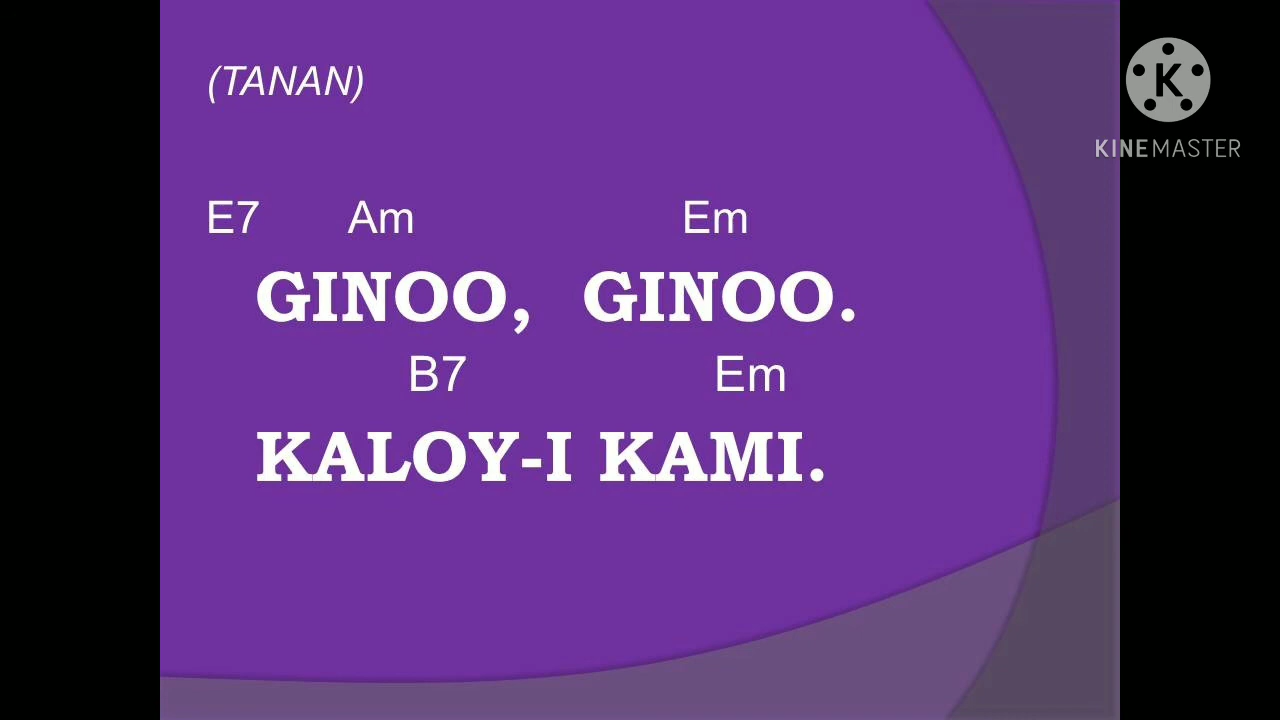 (TANAN)
E7 Am Em
GINOO, GINOO.
B7 Em
KALOY-I KAMI.
K
KINEMASTER